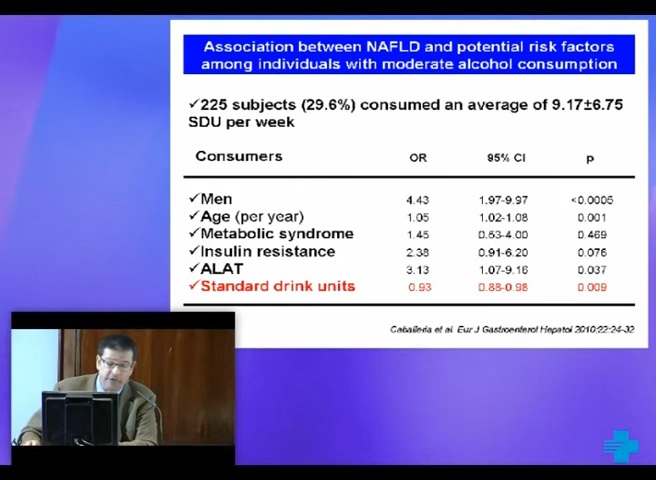 Association between NAFLD and potential risk factors
among individuals with moderate alcohol consumption
✓225 subjects (29.6%) consumed an average of 9.17±6.75
SDU per week
Consumers OR 95% CI p
✓Men 4.43 1.97-9.97 <0.0005
✓Age (per year) 1.05 1.02-1.08 0.001
✓Metabolic syndrome 1.45 0.53-4.00 0.469
✓Insulin resistance 2.38 0.91-6.20 0.076
✓ALAT 3.13 1.07-9.16 0.037
✓Standard drink units 0.93 0.88-0.98 0.009
Caballeria et al. Eur J Gastroenterol Hepatol 2010;22:24-32